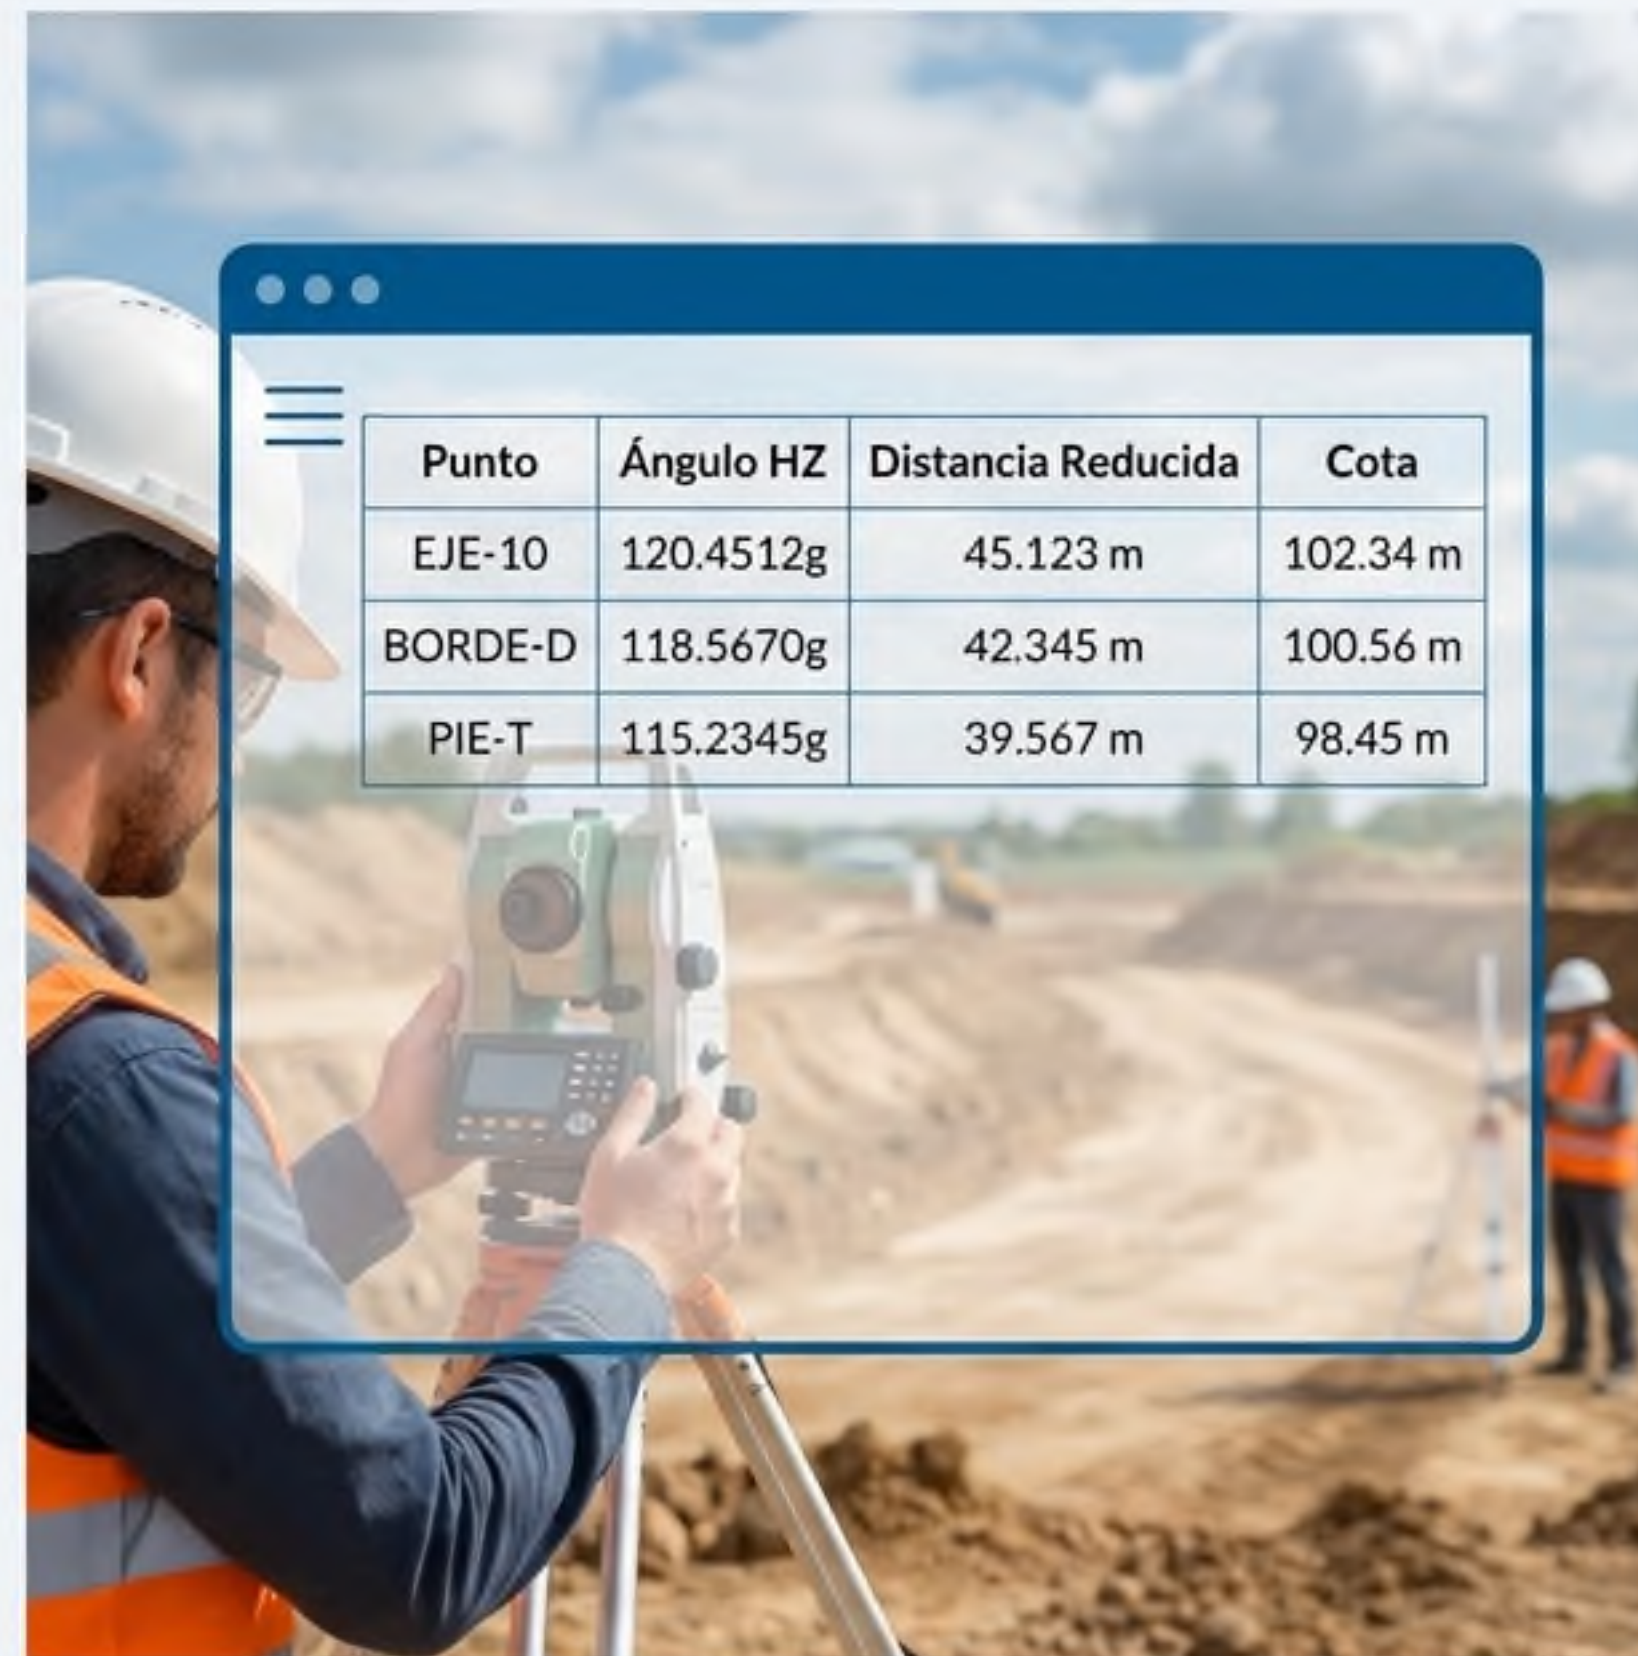 Punto Ángulo HZ Distancia Reducida Cota
EJE-10 120.4512g 45.123 m 102.34 m
BORDE-D 118.5670g 42.345 m 100.56 m
PIE-T 115.2345g 39.567 m 98.45 m